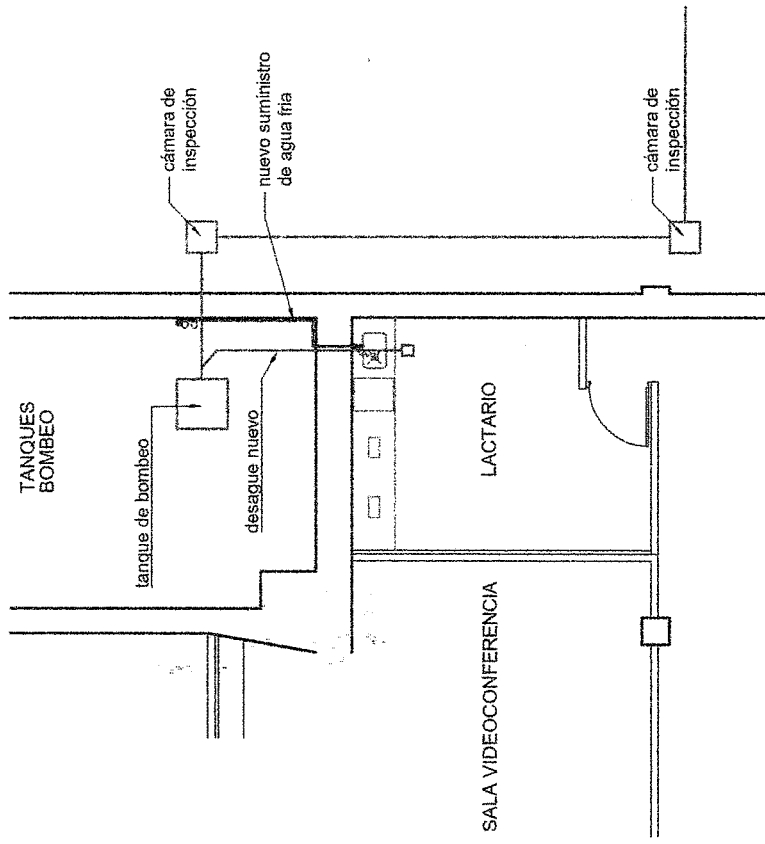 TANQUES
BOMBEO
tanque de bombeo
desague nuevo
cámara de
inspección
nuevo suministro
de agua fria
cámara de
inspección
LACTARIO
SALA VIDEOCONFERENCIA